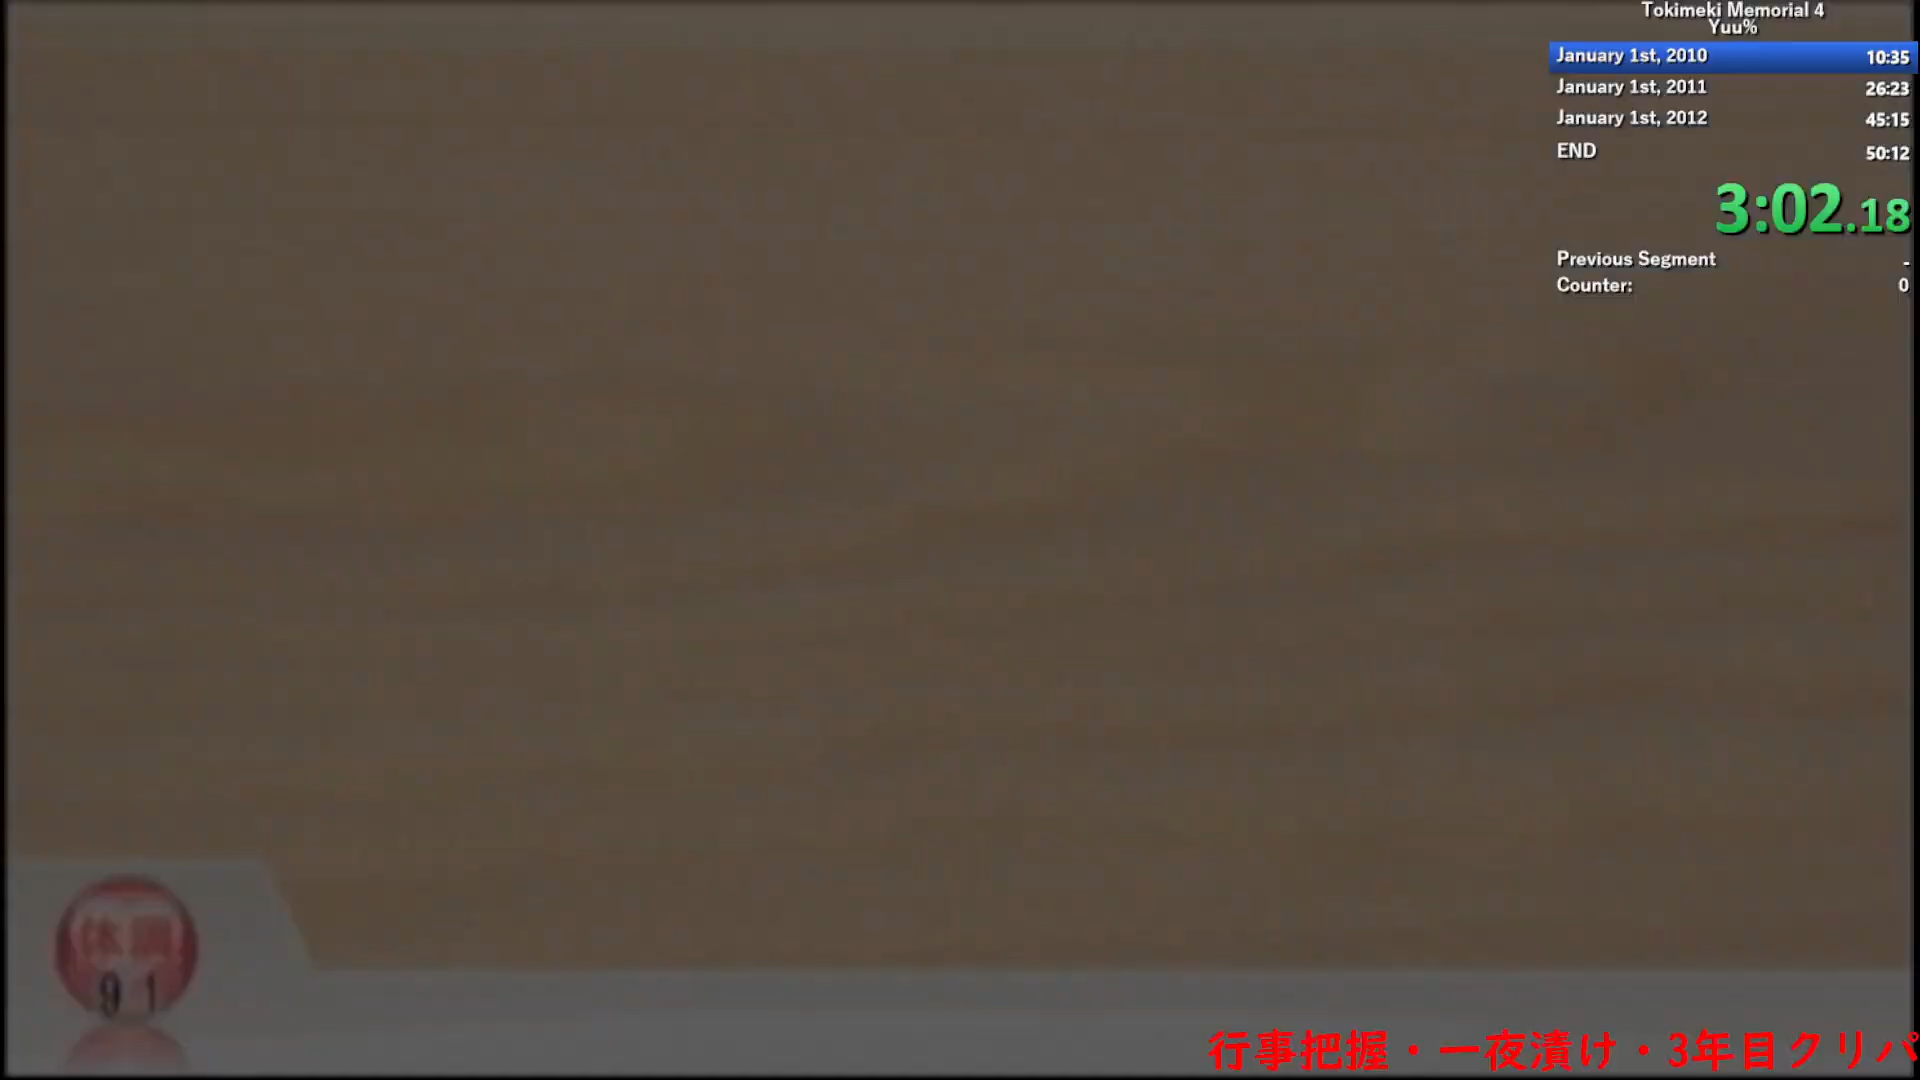 Tokimeki Memorial 4
Yuu%
January 1st, 2010 10:35
January 1st, 2011 26:23
January 1st, 2012 45:15
END 50:12
3:02.18
Previous Segment -
Counter: 0
体調
91
行事把握・一夜漬け・3年目クリパ